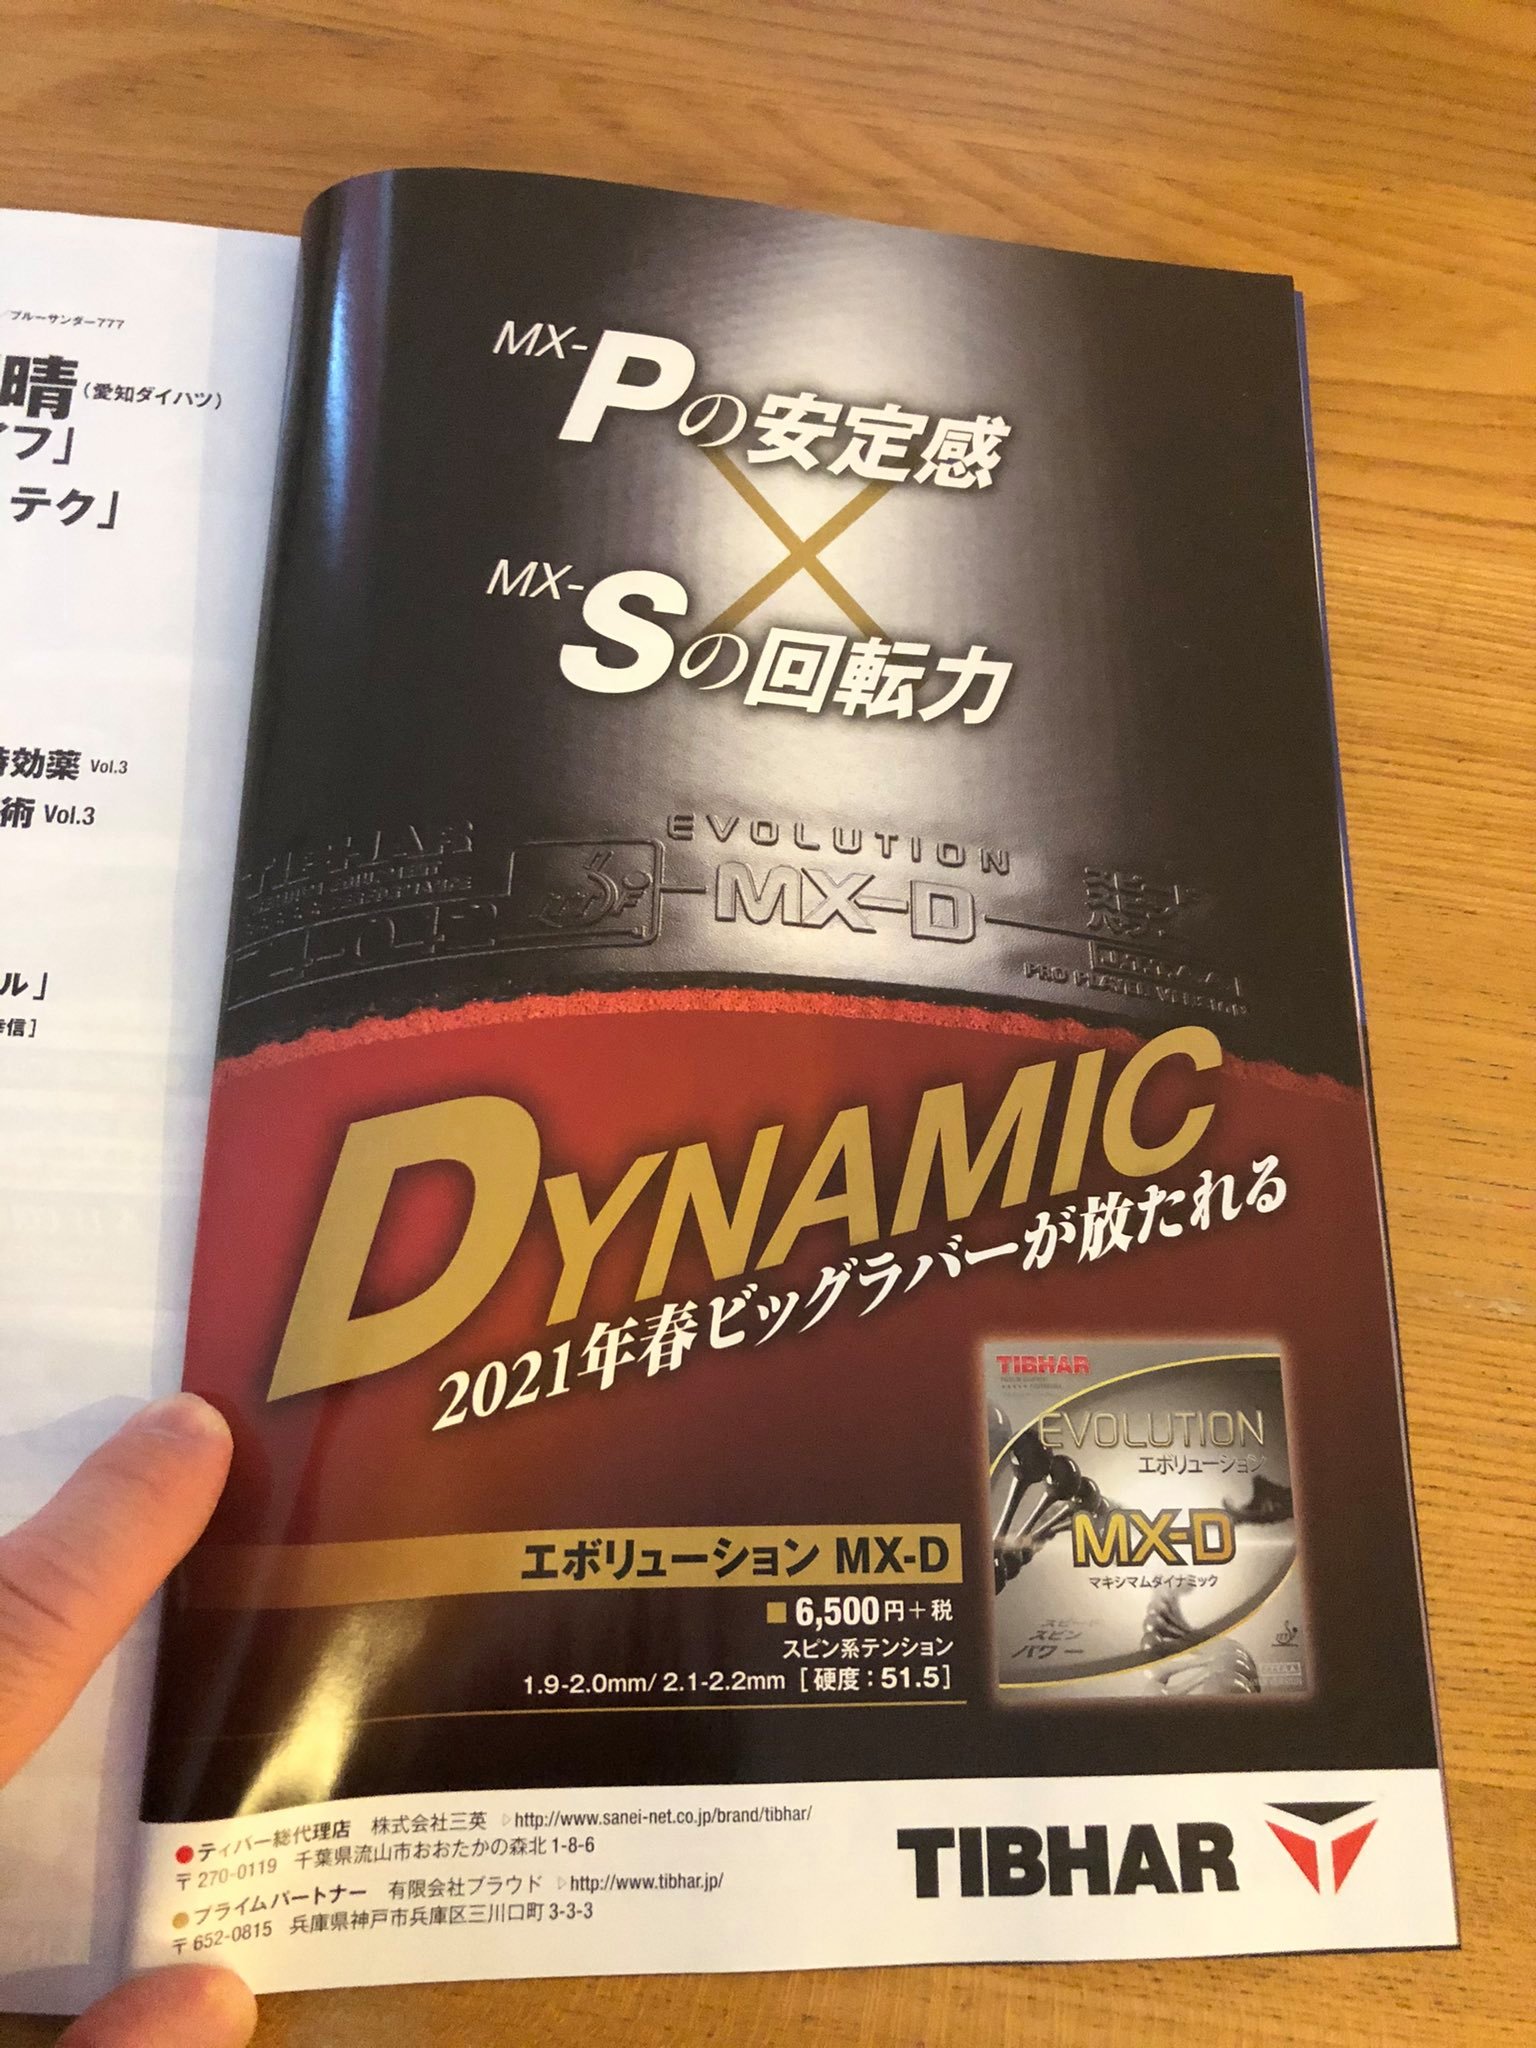 ブルーサンダー777
晴(愛知ダイハツ)
イフ」
テク」
特効薬 Vol.3
術 Vol.3
ル」
幸信]
MX-Pの安定感
×
MX-Sの回転力
TIBHAR
EVOLUTION
MX-D
DYNAMIC
2021年春ビッグラバーが放たれる
TIBHAR
EVOLUTION
エボリューション
MX-D
マキシマムダイナミック
スピード
スピン
パワー
エボリューション MX-D
■6,500円+税
スピン系テンション
1.9-2.0mm/ 2.1-2.2mm [硬度:51.5]
●ティバー総代理店 株式会社三英 ▷http://www.sanei-net.co.jp/brand/tibhar/
〒270-0119 千葉県流山市おおたかの森北1-8-6
●プライムパートナー 有限会社プラウド ▷http://www.tibhar.jp/
〒652-0815 兵庫県神戸市兵庫区三川口町3-3-3
TIBHAR